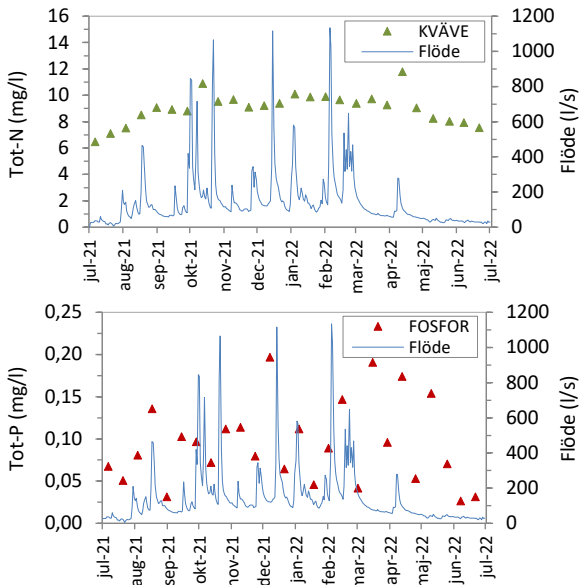 16
14
12
10
8
6
4
2
0
Tot-N (mg/l)
KVÄVE
Flöde
1200
1000
800
600
400
200
0
Flöde (l/s)
jul-21
aug-21
sep-21
okt-21
nov-21
dec-21
jan-22
feb-22
mar-22
apr-22
maj-22
jun-22
jul-22
0,25
0,20
0,15
0,10
0,05
0,00
Tot-P (mg/l)
FOSFOR
Flöde
1200
1000
800
600
400
200
0
Flöde (l/s)
jul-21
aug-21
sep-21
okt-21
nov-21
dec-21
jan-22
feb-22
mar-22
apr-22
maj-22
jun-22
jul-22